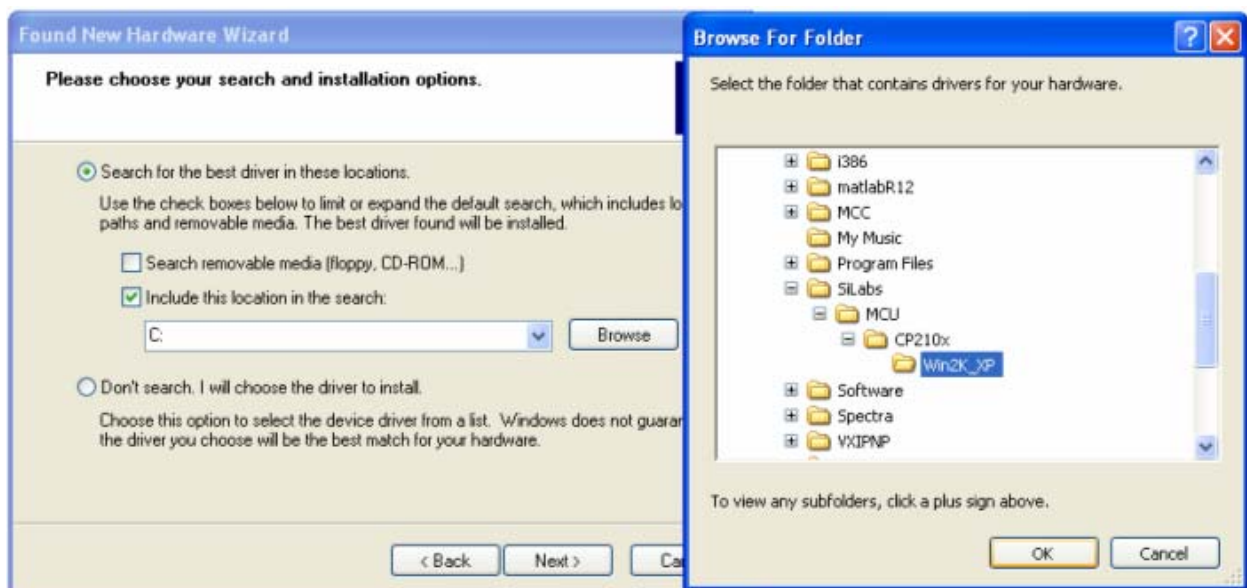 Found New Hardware Wizard
Please choose your search and installation options.
Search for the best driver in these locations.
Use the check boxes below to limit or expand the default search, which includes lo
paths and removable media. The best driver found will be installed.
Search removable media (floppy, CD-ROM...)
Include this location in the search:
C:
Browse
Don't search. I will choose the driver to install.
Choose this option to select the device driver from a list. Windows does not guarar
the driver you choose will be the best match for your hardware.
< Back
Next >
Ca
Browse For Folder
Select the folder that contains drivers for your hardware.
i386
matlabR12
MCC
My Music
Program Files
SiLabs
MCU
CP210x
Win2K_XP
Software
Spectra
VXIPNP
To view any subfolders, click a plus sign above.
OK
Cancel